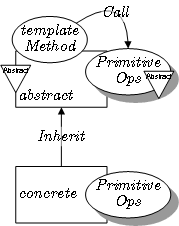 Call
template
Method
Abstract
Primitive
Ops
Abstract
abstract
Inherit
concrete
Primitive
Ops